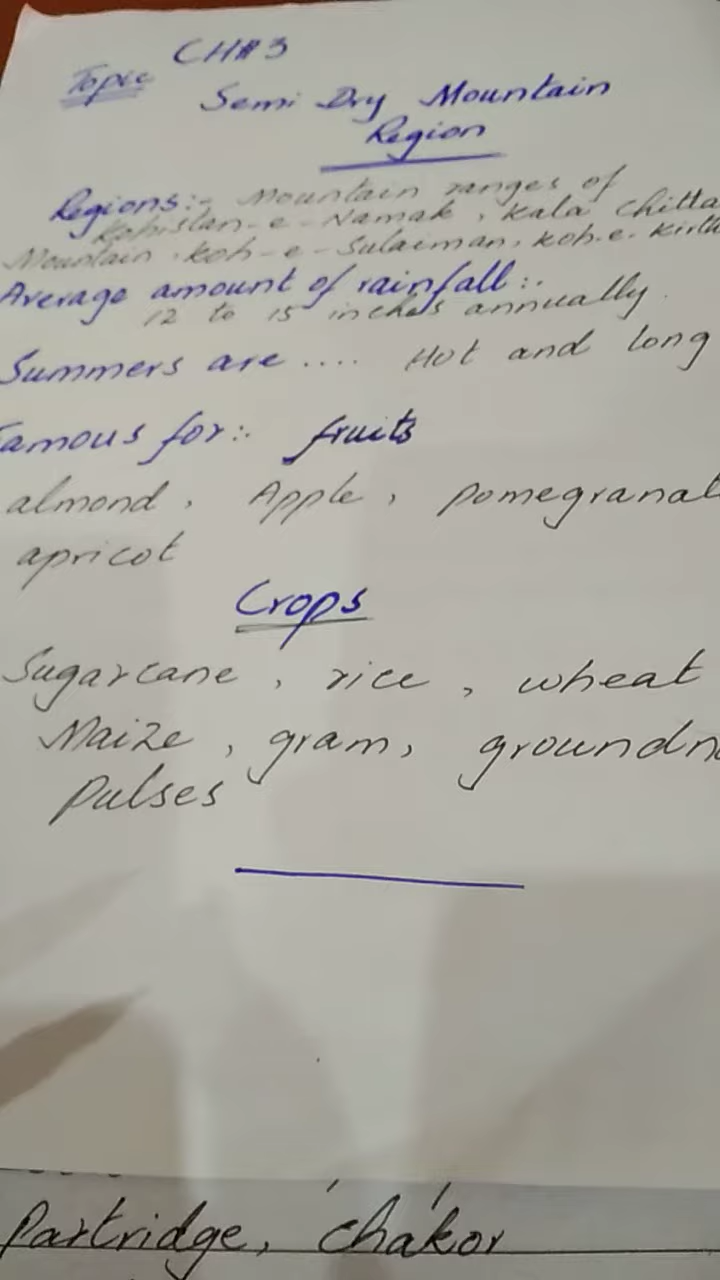 CH#3
Topic
Semi Dry Mountain
Region
Regions:- Mountain ranges of
Kohistan-e-Namak, Kala Chitta
Mountain, Koh-e-Sulaiman, Koh.e.Kirth
Average amount of rainfall:-
12 to 15 inches annually.
Summers are .... Hot and long
Famous for:- fruits
almond, Apple, pomegranat
apricot
Crops
Sugarcane, rice, wheat
Maize, gram, groundn
Pulses
Partridge, chakor